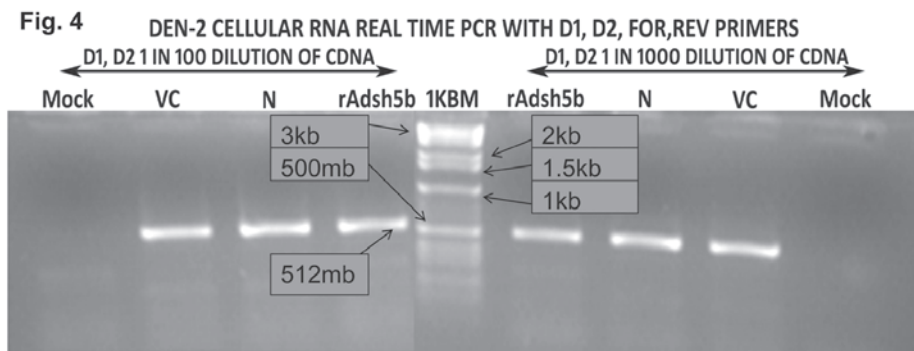 Fig. 4
DEN-2 CELLULAR RNA REAL TIME PCR WITH D1, D2, FOR,REV PRIMERS
D1, D2 1 IN 100 DILUTION OF CDNA
D1, D2 1 IN 1000 DILUTION OF CDNA
Mock VC N rAdsh5b 1KBM rAdsh5b N VC Mock
3kb
2kb
500mb
1.5kb
1kb
512mb